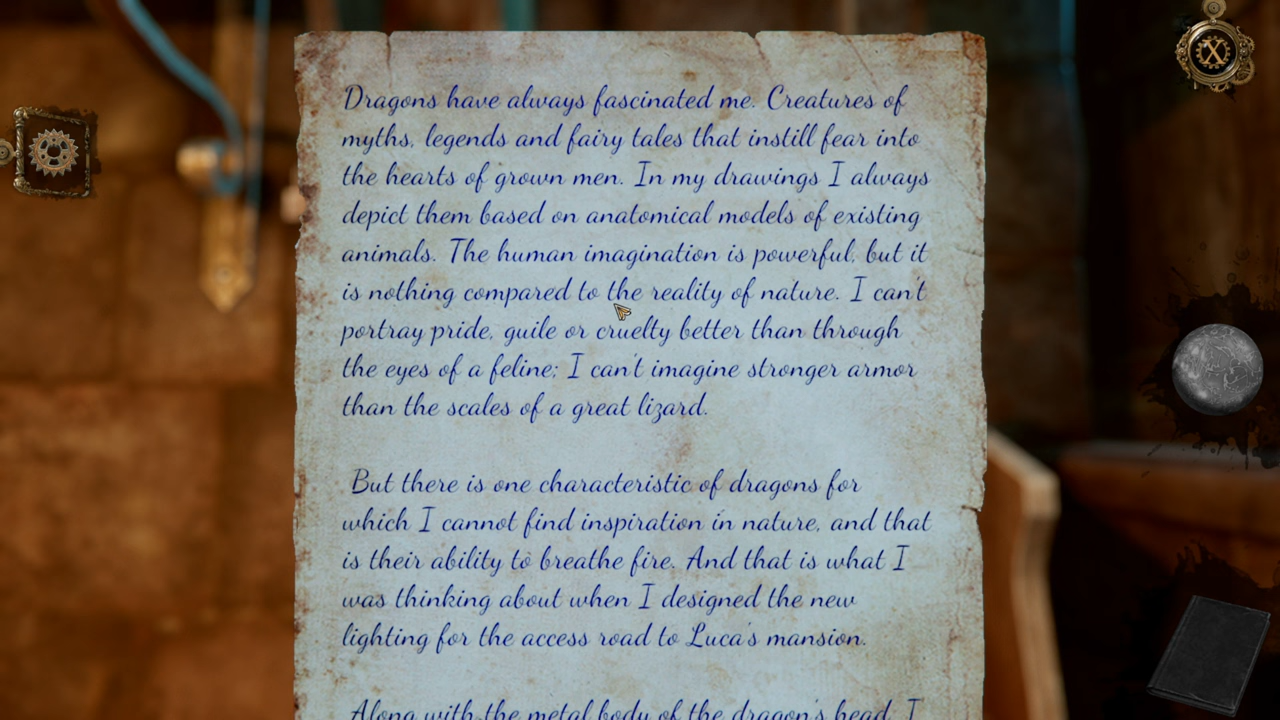 Dragons have always fascinated me. Creatures of
myths, legends and fairy tales that instill fear into
the hearts of grown men. In my drawings I always
depict them based on anatomical models of existing
animals. The human imagination is powerful, but it
is nothing compared to the reality of nature. I can't
portray pride, guile or cruelty better than through
the eyes of a feline; I can't imagine stronger armor
than the scales of a great lizard.
But there is one characteristic of dragons for
which I cannot find inspiration in nature, and that
is their ability to breathe fire. And that is what I
was thinking about when I designed the new
lighting for the access road to Luca's mansion.
Along with the metal body of the dragon's head, I
X